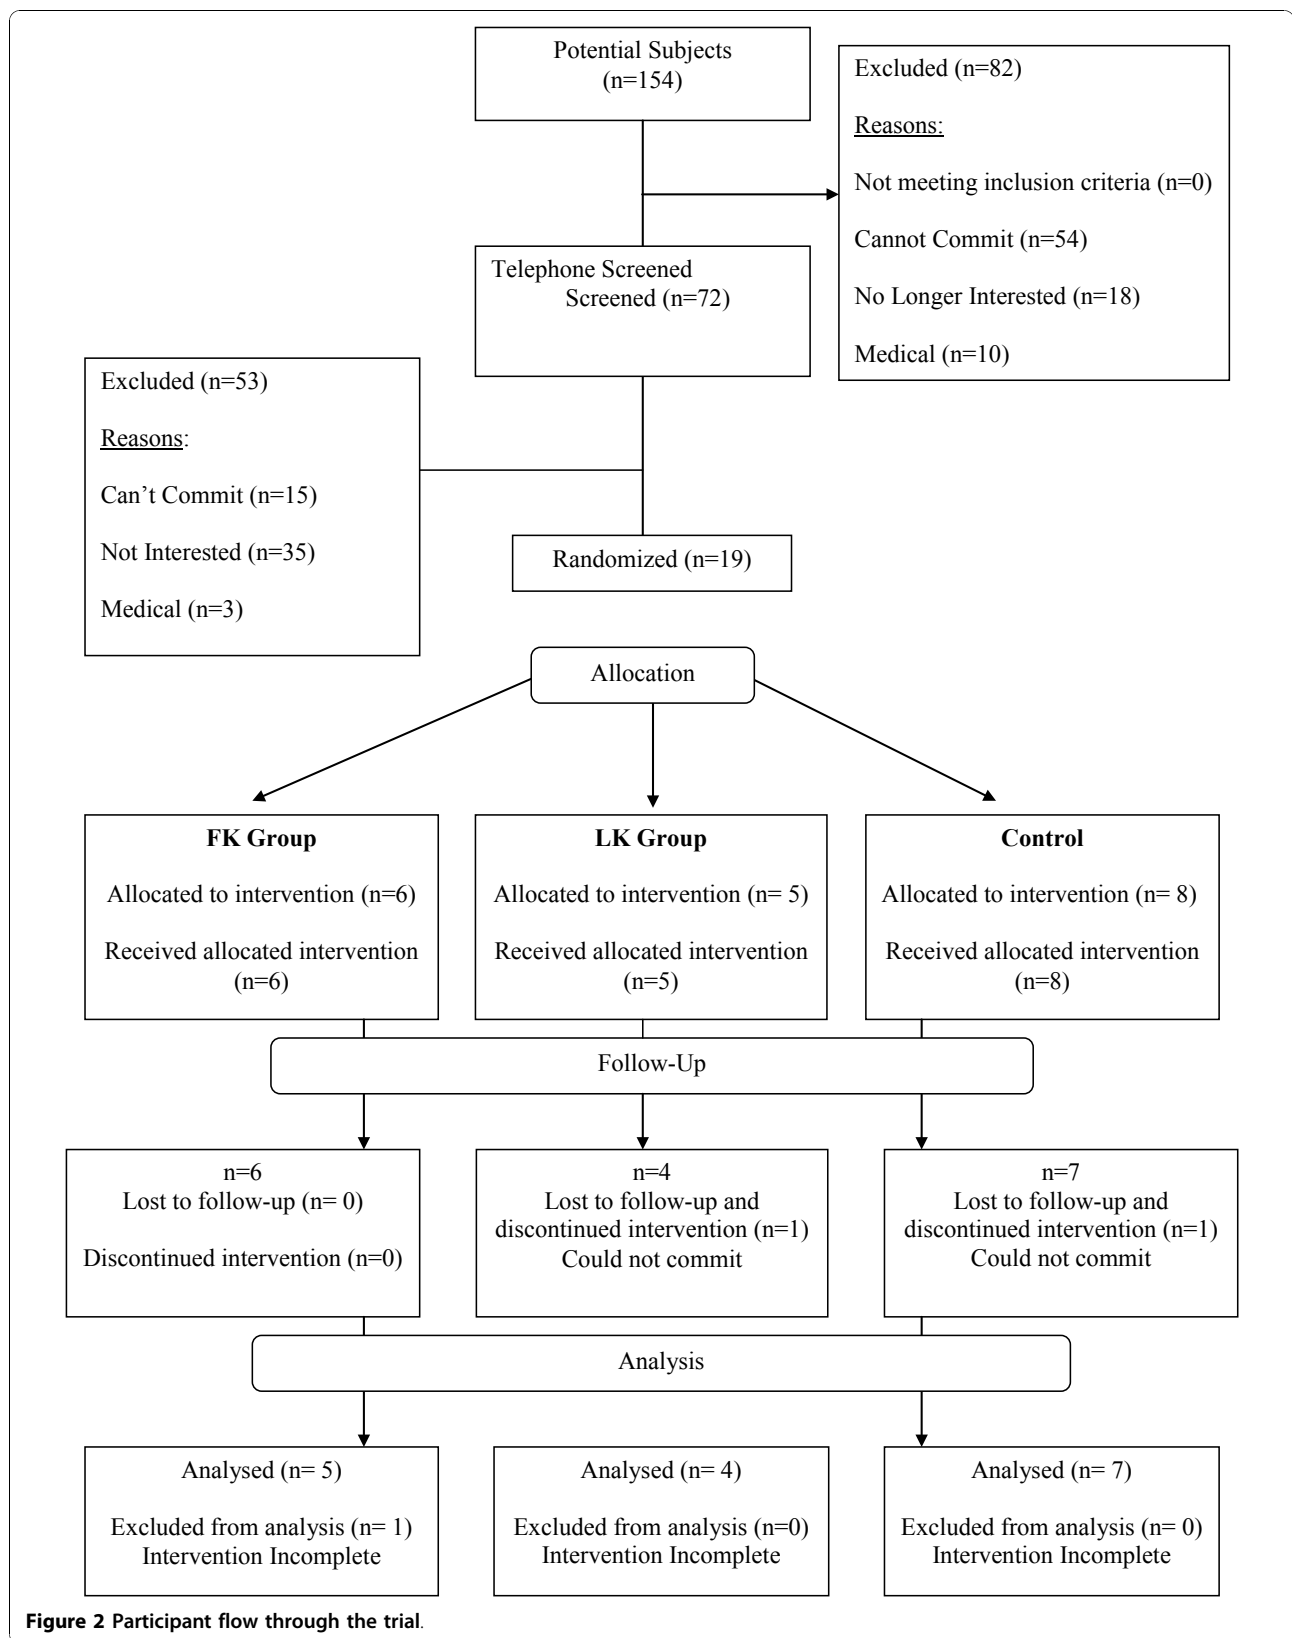 Potential Subjects
(n=154)
Excluded (n=82)
Reasons:
Not meeting inclusion criteria (n=0)
Cannot Commit (n=54)
No Longer Interested (n=18)
Medical (n=10)
Telephone Screened
Screened (n=72)
Excluded (n=53)
Reasons:
Can’t Commit (n=15)
Not Interested (n=35)
Medical (n=3)
Randomized (n=19)
Allocation
FK Group
Allocated to intervention (n=6)
Received allocated intervention
(n=6)
LK Group
Allocated to intervention (n= 5)
Received allocated intervention
(n=5)
Control
Allocated to intervention (n= 8)
Received allocated intervention
(n=8)
Follow-Up
n=6
Lost to follow-up (n= 0)
Discontinued intervention (n=0)
n=4
Lost to follow-up and
discontinued intervention (n=1)
Could not commit
n=7
Lost to follow-up and
discontinued intervention (n=1)
Could not commit
Analysis
Analysed (n= 5)
Excluded from analysis (n= 1)
Intervention Incomplete
Analysed (n= 4)
Excluded from analysis (n=0)
Intervention Incomplete
Analysed (n= 7)
Excluded from analysis (n= 0)
Intervention Incomplete
Figure 2 Participant flow through the trial.